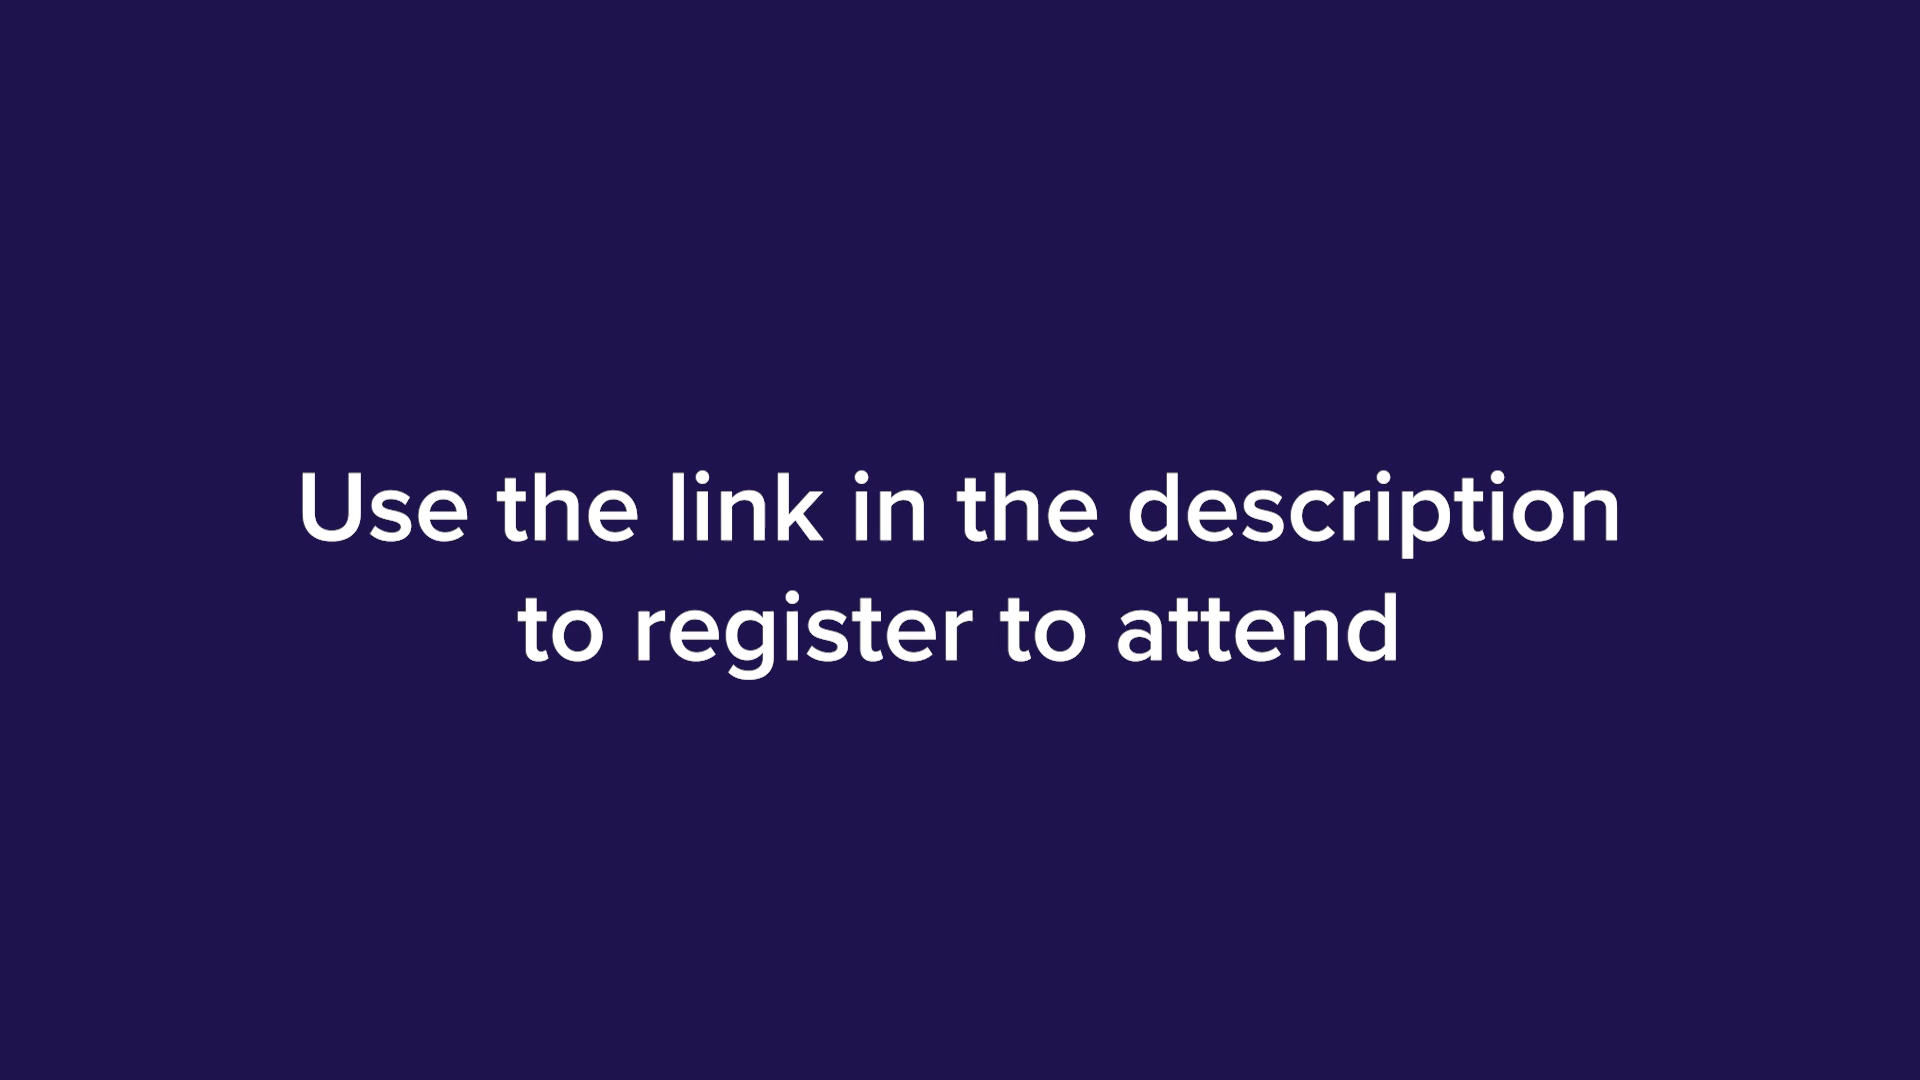 Use the link in the description
to register to attend